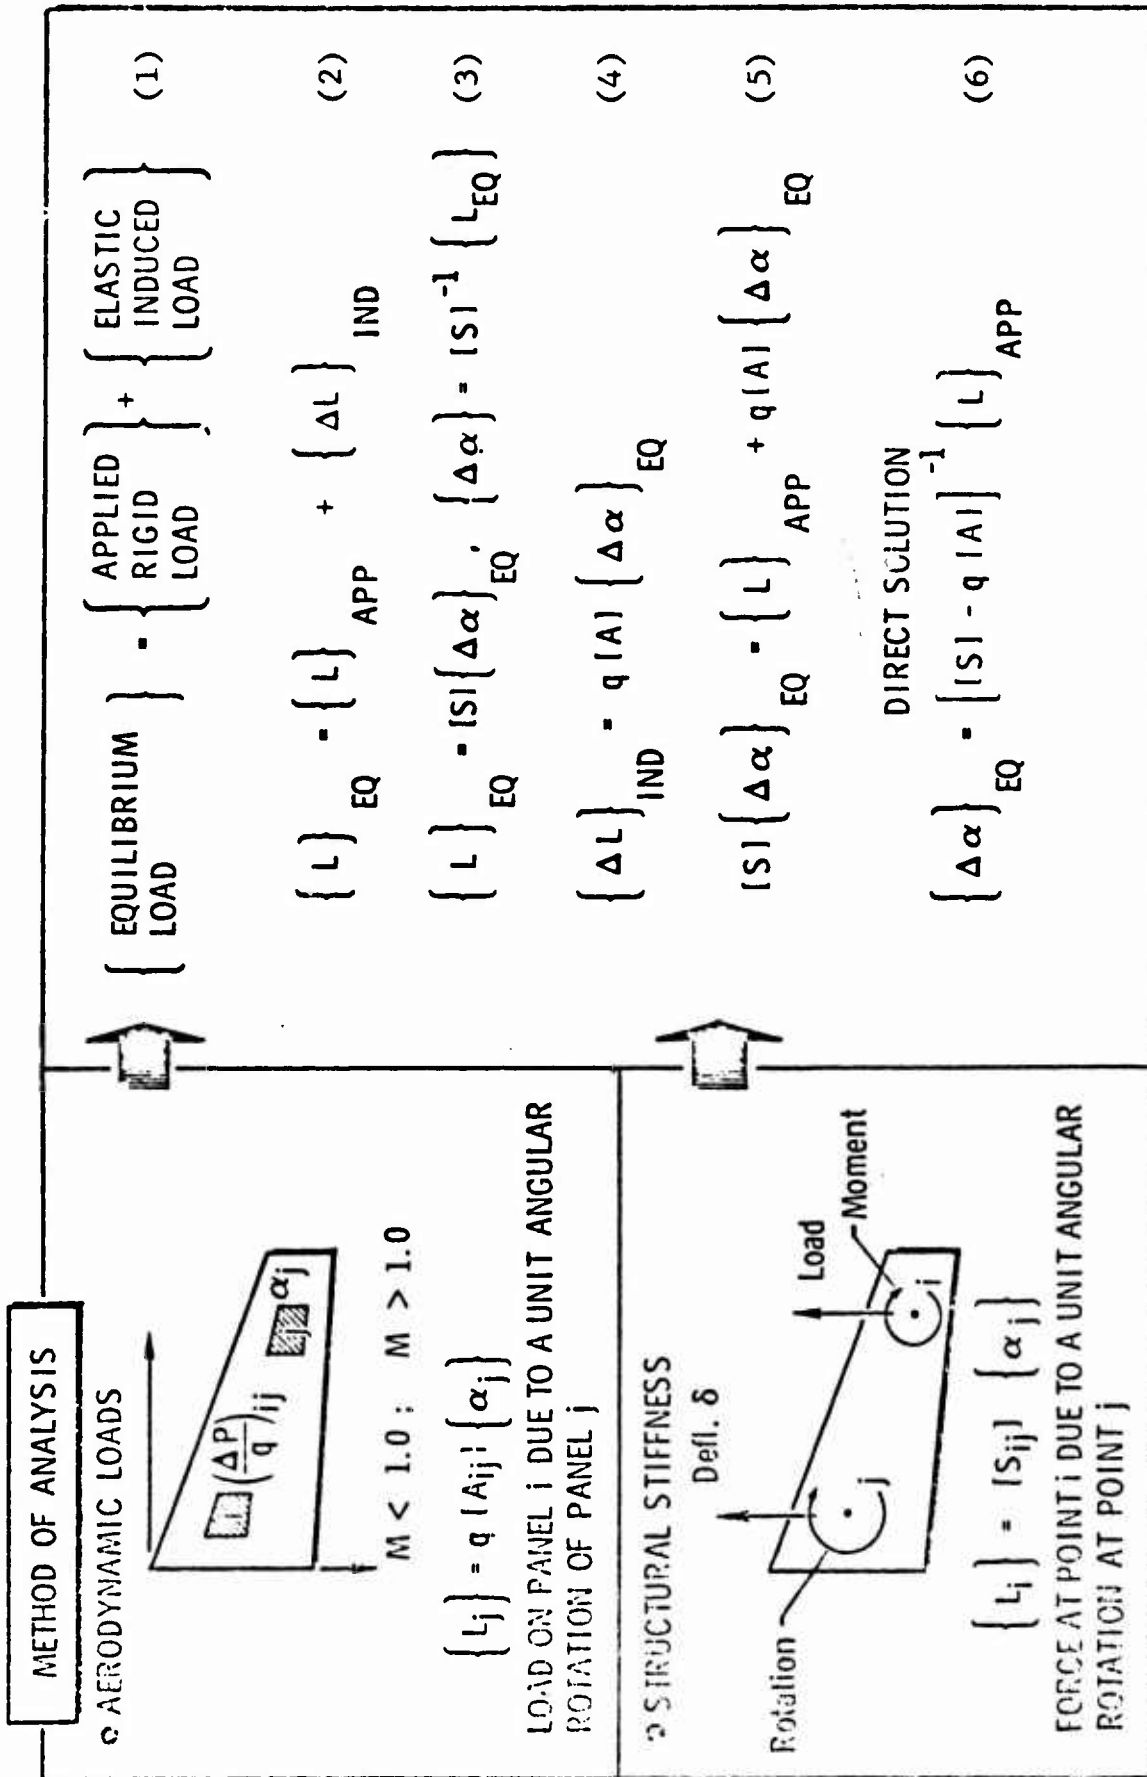 METHOD OF ANALYSIS
AERODYNAMIC LOADS
i (ΔP/q)ij
j αj
M < 1.0 ; M > 1.0
{Lj} = q [Aij] {αj}
LOAD ON PANEL i DUE TO A UNIT ANGULAR
ROTATION OF PANEL j
STRUCTURAL STIFFNESS
Defl. δ
Rotation
j
Load
Moment
i
{Li} = [Sij] {αj}
FORCE AT POINT i DUE TO A UNIT ANGULAR
ROTATION AT POINT j
{EQUILIBRIUM LOAD} = {APPLIED RIGID LOAD} + {ELASTIC INDUCED LOAD} (1)
{L}EQ = {L}APP + {ΔL}IND (2)
{L}EQ = [S]{Δα}EQ, {Δα} = [S]^-1 {LEQ} (3)
{ΔL}IND = q [A] {Δα}EQ (4)
[S]{Δα}EQ = {L}APP + q [A] {Δα}EQ (5)
DIRECT SOLUTION
{Δα}EQ = [[S] - q [A]]^-1 {L}APP (6)